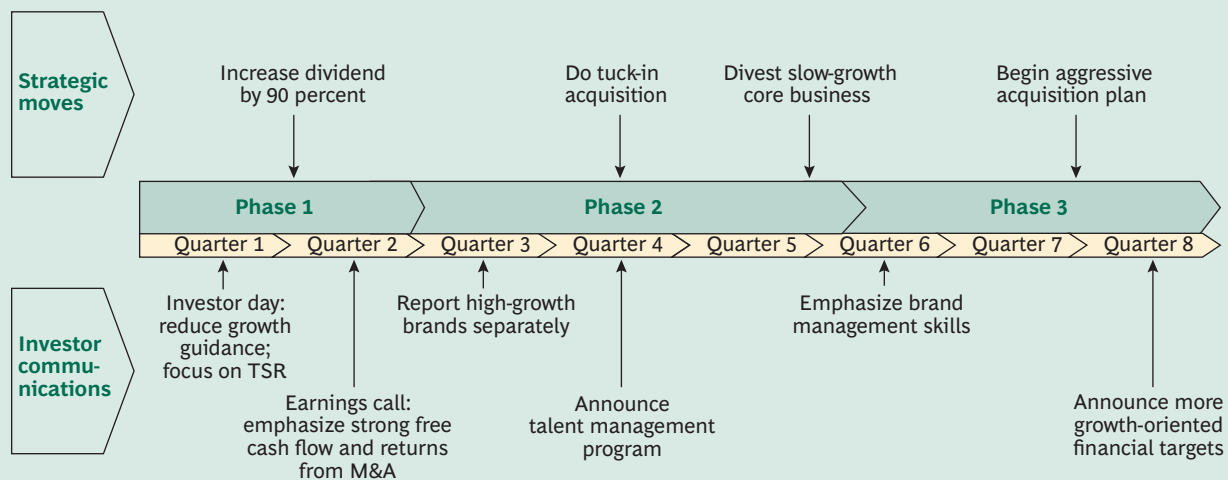 Strategic
moves
Increase dividend
by 90 percent
Do tuck-in
acquisition
Divest slow-growth
core business
Begin aggressive
acquisition plan
Phase 1
Phase 2
Phase 3
Quarter 1
Quarter 2
Quarter 3
Quarter 4
Quarter 5
Quarter 6
Quarter 7
Quarter 8
Investor
commu-
nications
Investor day:
reduce growth
guidance;
focus on TSR
Earnings call:
emphasize strong free
cash flow and returns
from M&A
Report high-growth
brands separately
Announce
talent management
program
Emphasize brand
management skills
Announce more
growth-oriented
financial targets